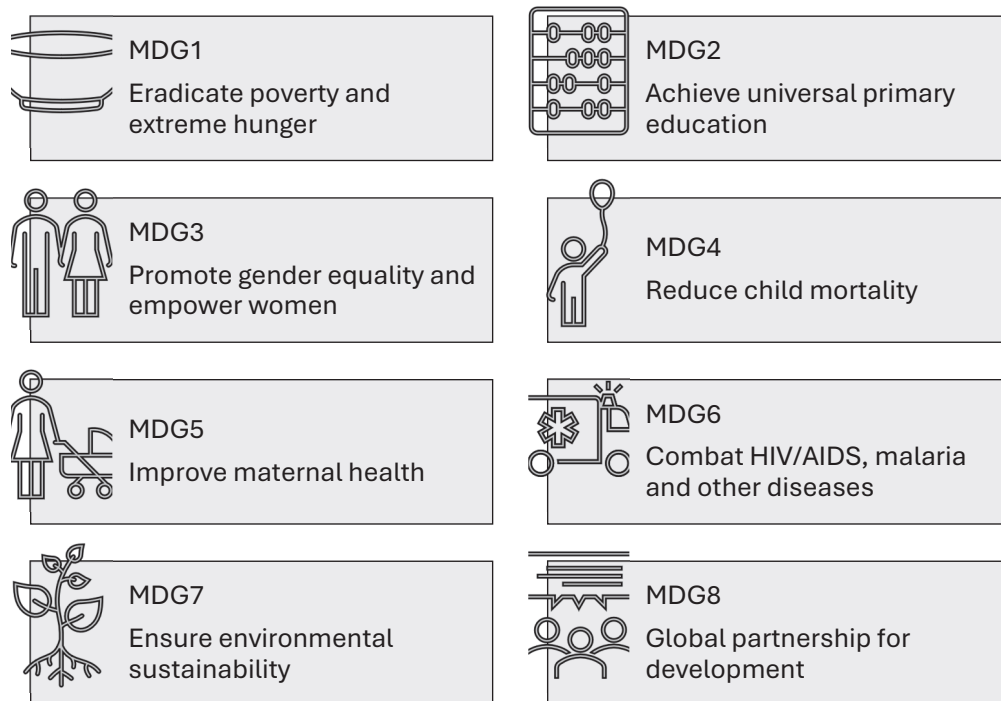 MDG1
Eradicate poverty and
extreme hunger
MDG2
Achieve universal primary
education
MDG3
Promote gender equality and
empower women
MDG4
Reduce child mortality
MDG5
Improve maternal health
MDG6
Combat HIV/AIDS, malaria
and other diseases
MDG7
Ensure environmental
sustainability
MDG8
Global partnership for
development